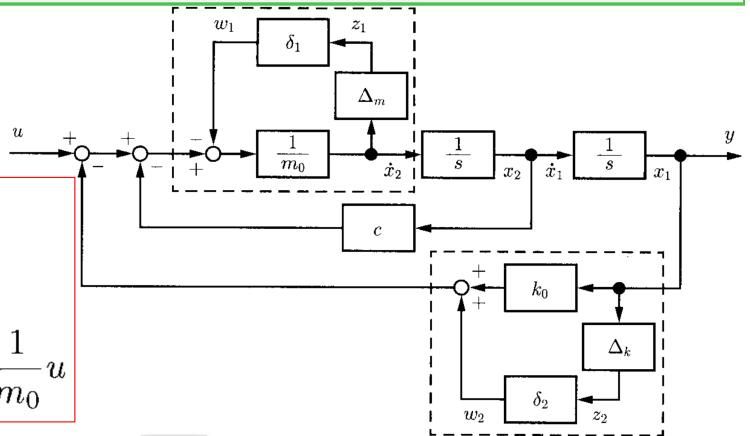 w₁ z₁
δ₁
Δₘ
u + − + − − + 1/m₀ ẋ₂ 1/s x₂ ẋ₁ 1/s x₁ y
c
+ + k₀
Δₖ
1/m₀ u
w₂ δ₂ z₂